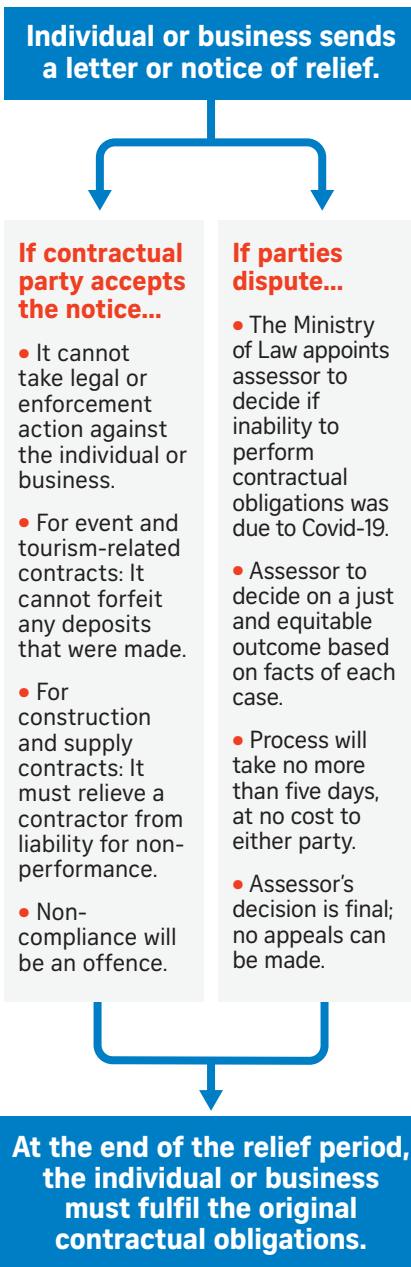 Individual or business sends
a letter or notice of relief.
If contractual
party accepts
the notice...
• It cannot
take legal or
enforcement
action against
the individual or
business.
• For event and
tourism-related
contracts: It
cannot forfeit
any deposits
that were made.
• For
construction
and supply
contracts: It
must relieve a
contractor from
liability for non-
performance.
• Non-
compliance will
be an offence.
If parties
dispute...
• The Ministry
of Law appoints
assessor to
decide if
inability to
perform
contractual
obligations was
due to Covid-19.
• Assessor to
decide on a just
and equitable
outcome based
on facts of each
case.
• Process will
take no more
than five days,
at no cost to
either party.
• Assessor's
decision is final;
no appeals can
be made.
At the end of the relief period,
the individual or business
must fulfil the original
contractual obligations.